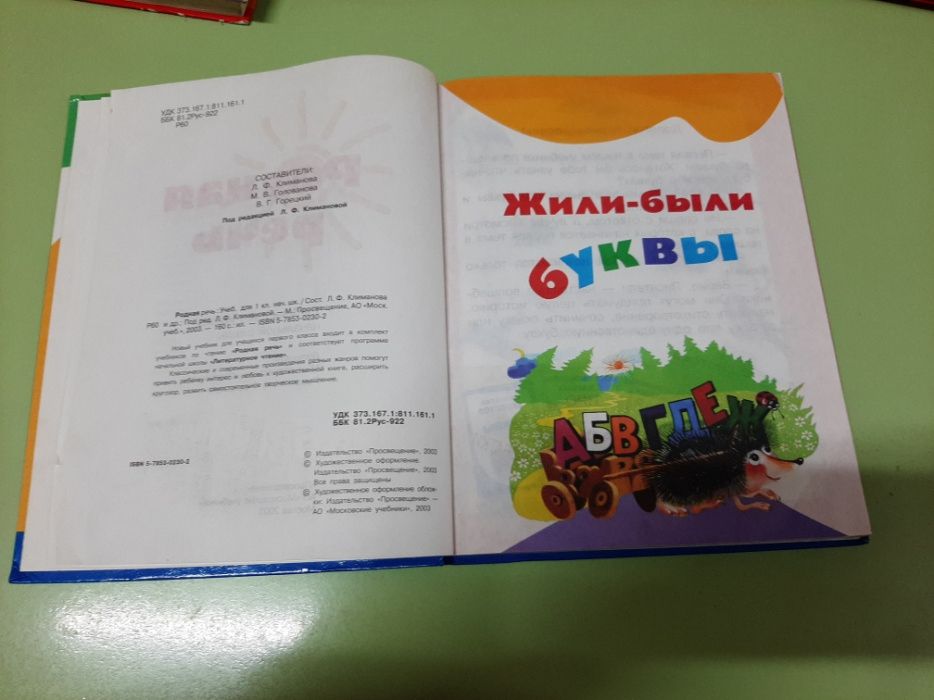 УДК 373.167.1:811.161.1
ББК 81.2Рус-922
Р60
СОСТАВИТЕЛИ:
Л. Ф. Климанова
М. В. Голованова
В. Г. Горецкий
Под редакцией Л. Ф. Климановой
Родная речь: Учеб. для 1 кл. нач. шк. / Сост. Л. Ф. Климанова
Р60 и др.; Под ред. Л. Ф. Климановой. — М.: Просвещение, АО «Моск.
учеб.», 2003. — 160 с.: ил. — ISBN 5-7853-0230-2
Новый учебник для учащихся первого класса входит в комплект
учебников по чтению «Родная речь» и соответствует программе
начальной школы «Литературное чтение».
Классические и современные произведения разных жанров помогут
привить ребенку интерес и любовь к художественной книге, расширить
кругозор, развить самостоятельное творческое мышление.
УДК 373.167.1:811.161.1
ББК 81.2Рус-922
ISBN 5-7853-0230-2
© Издательство «Просвещение», 2003
© Художественное оформление.
Издательство «Просвещение», 2003
Все права защищены
© Художественное оформление облож-
ки: Издательство «Просвещение» —
АО «Московские учебники», 2003
Жили-были
буквы
АБВГДЕЖ